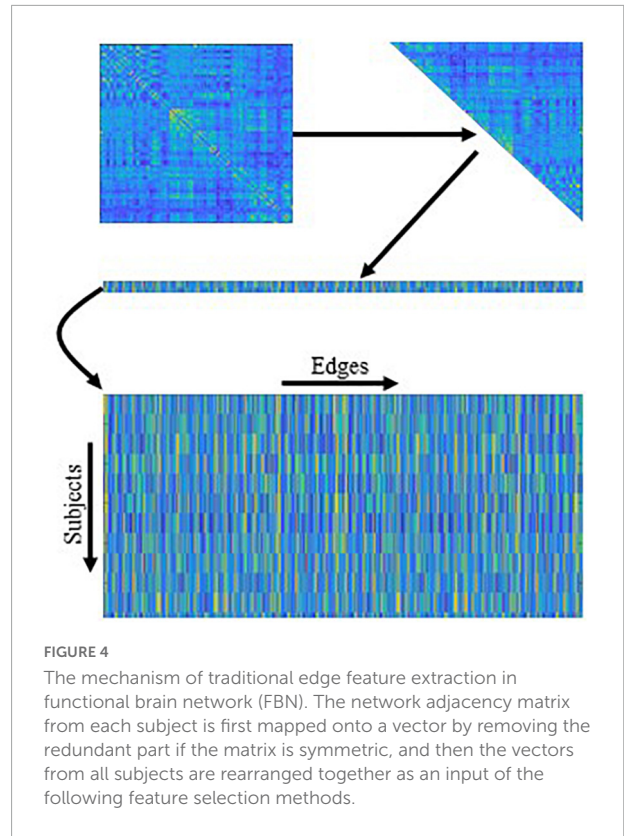 Edges
Subjects
FIGURE 4
The mechanism of traditional edge feature extraction in
functional brain network (FBN). The network adjacency matrix
from each subject is first mapped onto a vector by removing the
redundant part if the matrix is symmetric, and then the vectors
from all subjects are rearranged together as an input of the
following feature selection methods.